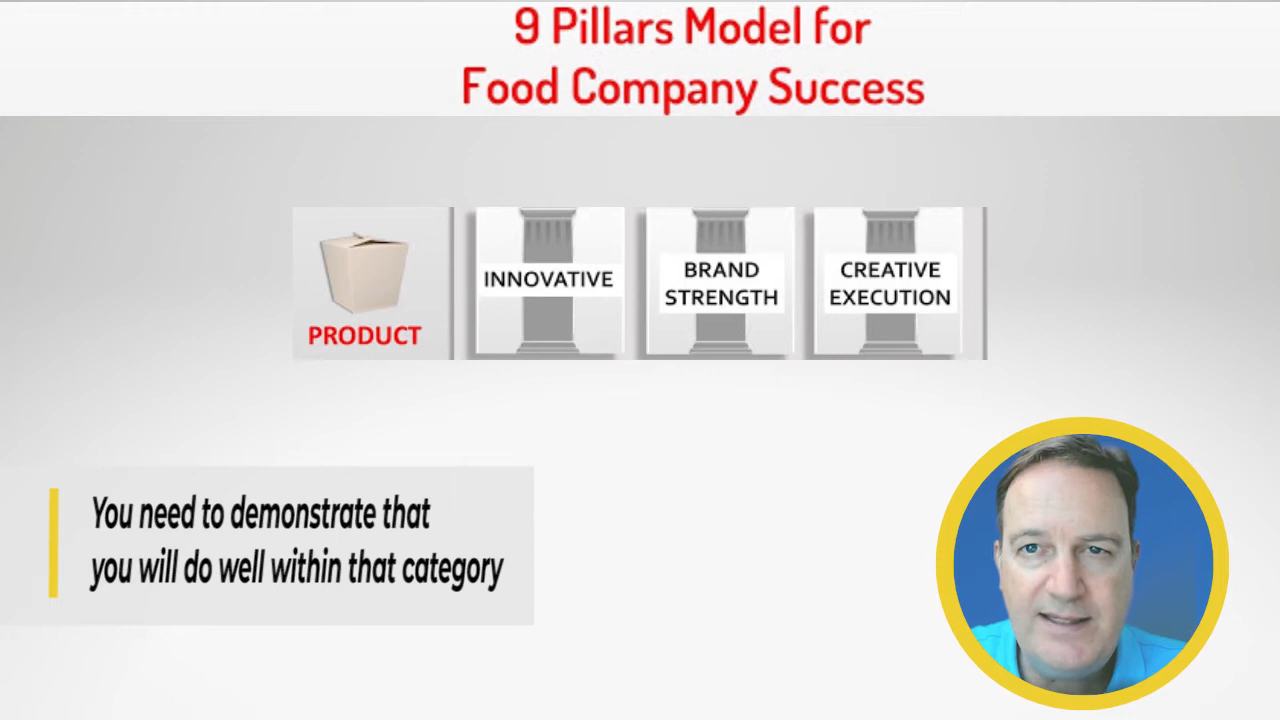 9 Pillars Model for
Food Company Success
PRODUCT
INNOVATIVE
BRAND
STRENGTH
CREATIVE
EXECUTION
You need to demonstrate that
you will do well within that category